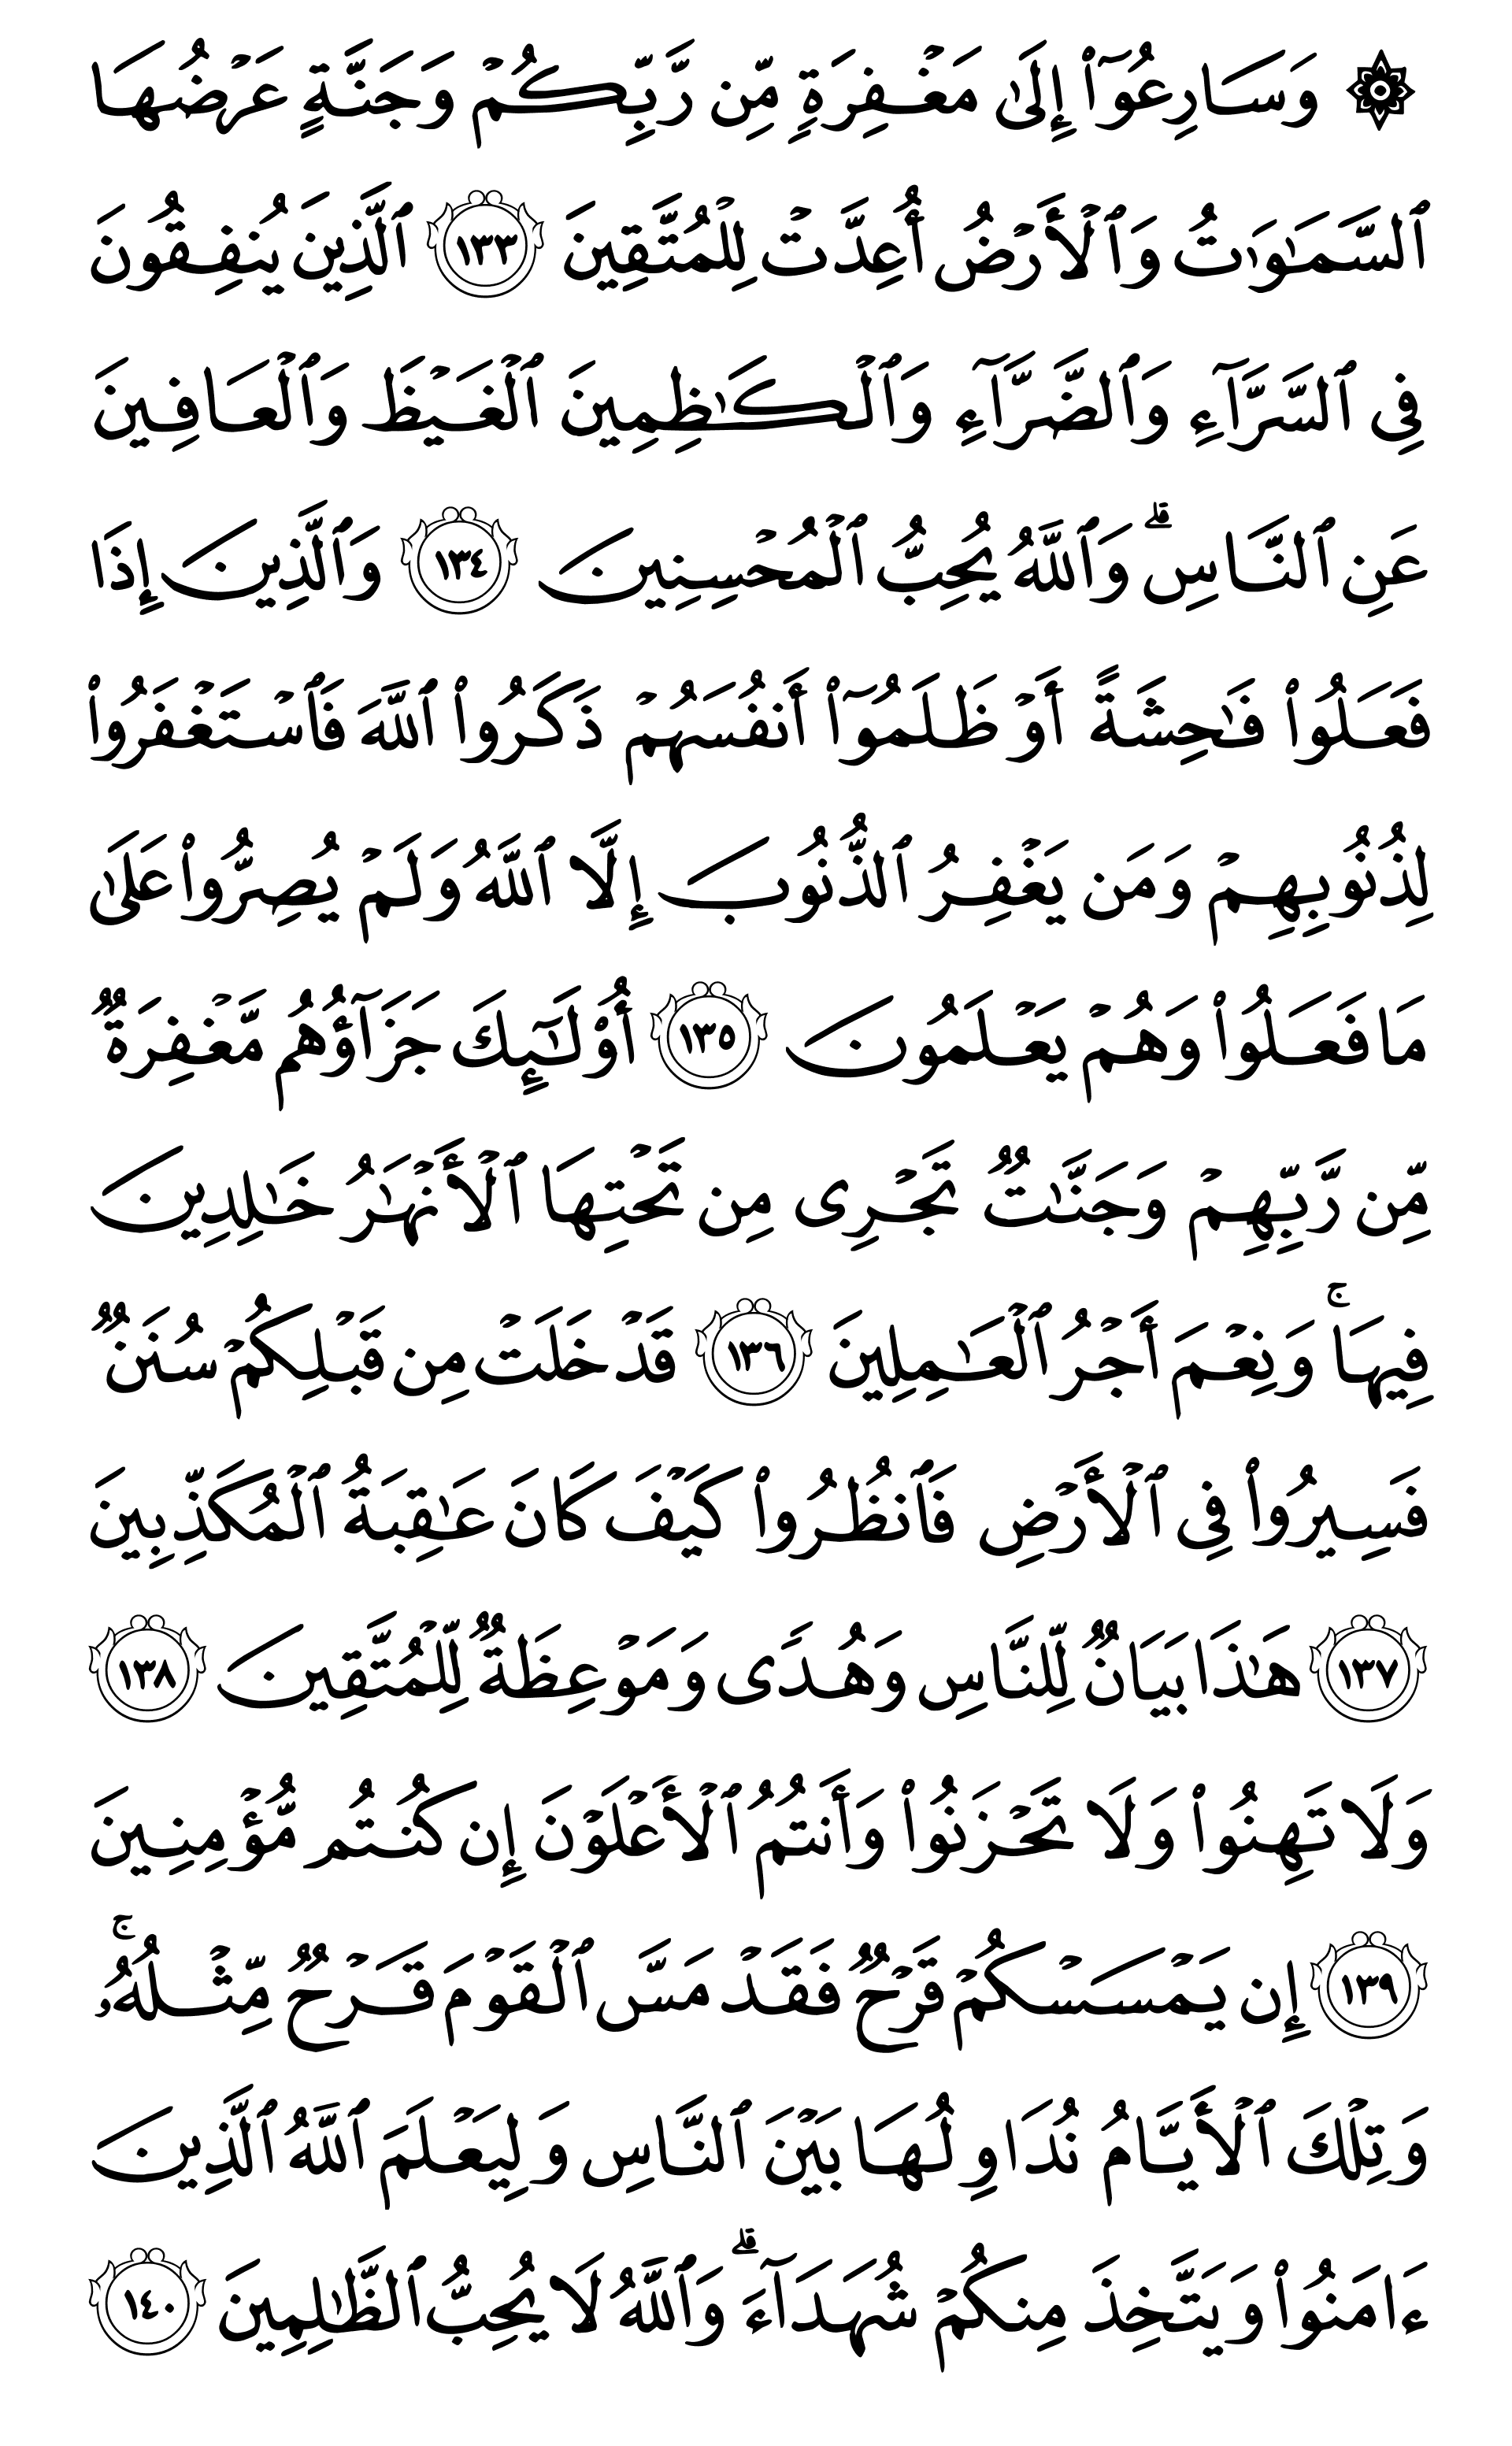 ۞ وَسَارِعُوٓا۟ إِلَىٰ مَغْفِرَةٍ مِّن رَّبِّكُمْ وَجَنَّةٍ عَرْضُهَا
ٱلسَّمَٰوَٰتُ وَٱلْأَرْضُ أُعِدَّتْ لِلْمُتَّقِينَ ١٣٣ ٱلَّذِينَ يُنفِقُونَ
فِى ٱلسَّرَّآءِ وَٱلضَّرَّآءِ وَٱلْكَٰظِمِينَ ٱلْغَيْظَ وَٱلْعَافِينَ
عَنِ ٱلنَّاسِ ۗ وَٱللَّهُ يُحِبُّ ٱلْمُحْسِنِينَ ١٣٤ وَٱلَّذِينَ إِذَا
فَعَلُوا۟ فَٰحِشَةً أَوْ ظَلَمُوٓا۟ أَنفُسَهُمْ ذَكَرُوا۟ ٱللَّهَ فَٱسْتَغْفَرُوا۟
لِذُنُوبِهِمْ وَمَن يَغْفِرُ ٱلذُّنُوبَ إِلَّا ٱللَّهُ وَلَمْ يُصِرُّوا۟ عَلَىٰ
مَا فَعَلُوا۟ وَهُمْ يَعْلَمُونَ ١٣٥ أُو۟لَٰٓئِكَ جَزَآؤُهُم مَّغْفِرَةٌ
مِّن رَّبِّهِمْ وَجَنَّٰتٌ تَجْرِى مِن تَحْتِهَا ٱلْأَنْهَٰرُ خَٰلِدِينَ
فِيهَا ۚ وَنِعْمَ أَجْرُ ٱلْعَٰمِلِينَ ١٣٦ قَدْ خَلَتْ مِن قَبْلِكُمْ سُنَنٌ
فَسِيرُوا۟ فِى ٱلْأَرْضِ فَٱنظُرُوا۟ كَيْفَ كَانَ عَٰقِبَةُ ٱلْمُكَذِّبِينَ
١٣٧ هَٰذَا بَيَانٌ لِّلنَّاسِ وَهُدًى وَمَوْعِظَةٌ لِّلْمُتَّقِينَ ١٣٨
وَلَا تَهِنُوا۟ وَلَا تَحْزَنُوا۟ وَأَنتُمُ ٱلْأَعْلَوْنَ إِن كُنتُم مُّؤْمِنِينَ
١٣٩ إِن يَمْسَسْكُمْ قَرْحٌ فَقَدْ مَسَّ ٱلْقَوْمَ قَرْحٌ مِّثْلُهُۥ ۚ
وَتِلْكَ ٱلْأَيَّامُ نُدَاوِلُهَا بَيْنَ ٱلنَّاسِ وَلِيَعْلَمَ ٱللَّهُ ٱلَّذِينَ
ءَامَنُوا۟ وَيَتَّخِذَ مِنكُمْ شُهَدَآءَ ۗ وَٱللَّهُ لَا يُحِبُّ ٱلظَّٰلِمِينَ ١٤٠